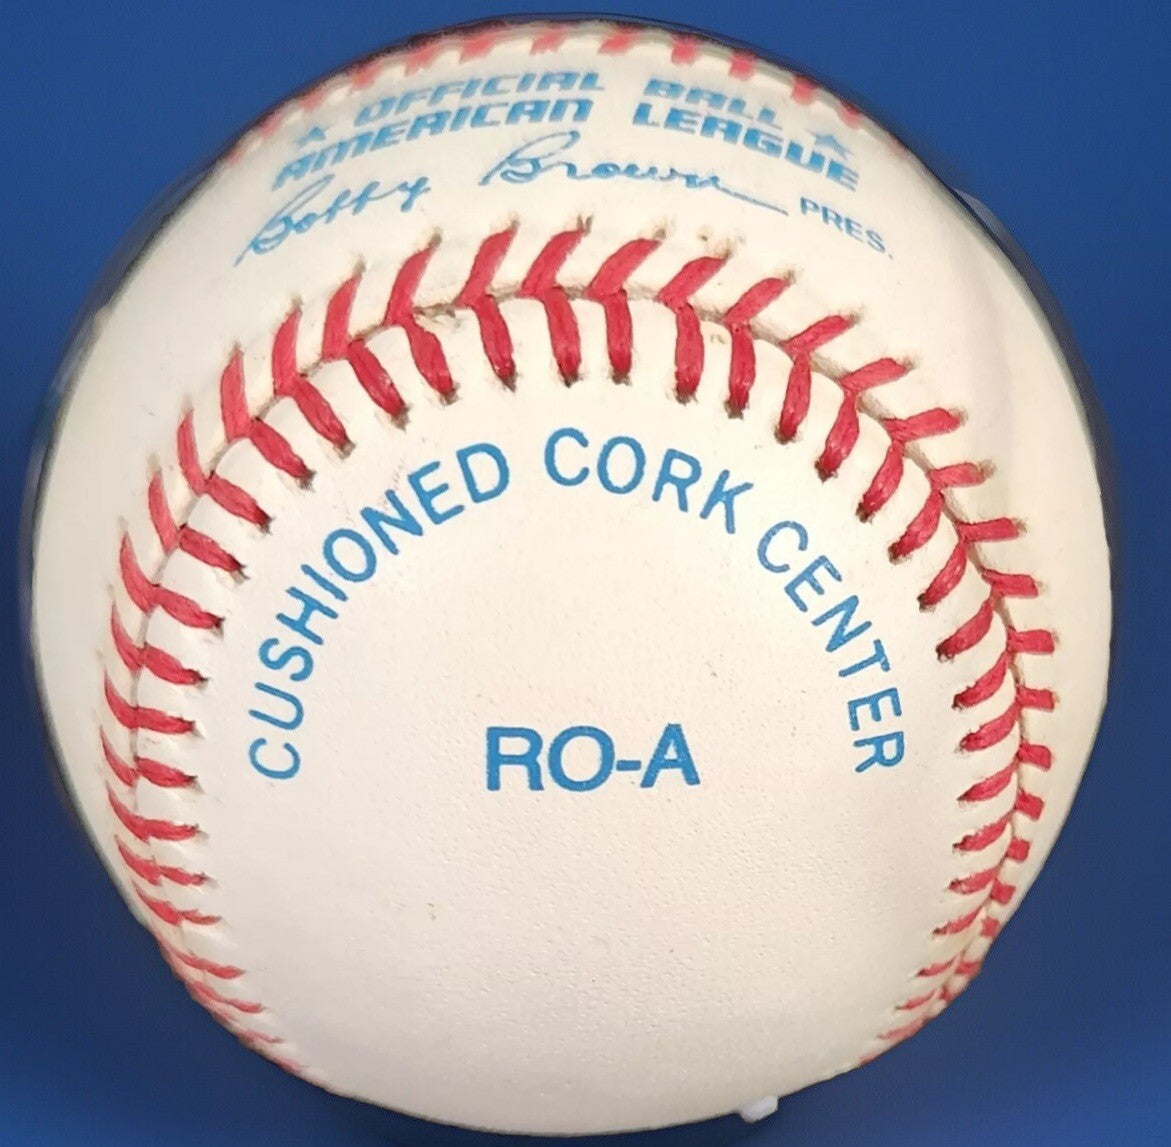 OFFICIAL BALL
AMERICAN LEAGUE
Bobby Brown PRES.
CUSHIONED CORK CENTER
RO-A